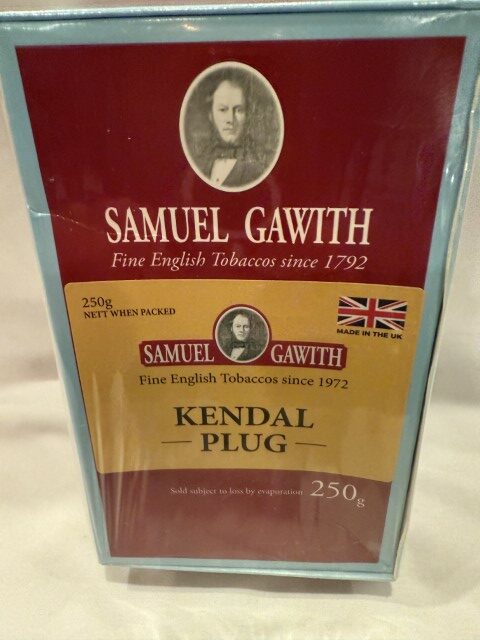 SAMUEL GAWITH
Fine English Tobaccos since 1792
250g
NETT WHEN PACKED
MADE IN THE UK
SAMUEL GAWITH
Fine English Tobaccos since 1972
KENDAL
— PLUG —
Sold subject to loss by evaporation 250g